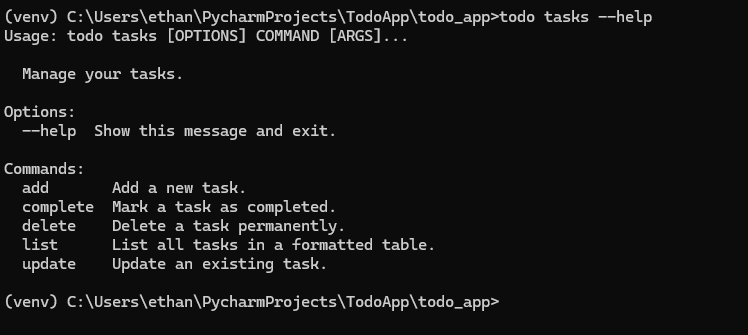 (venv) C:\Users\ethan\PycharmProjects\TodoApp\todo_app>todo tasks --help
Usage: todo tasks [OPTIONS] COMMAND [ARGS]...

  Manage your tasks.

Options:
  --help  Show this message and exit.

Commands:
  add       Add a new task.
  complete  Mark a task as completed.
  delete    Delete a task permanently.
  list      List all tasks in a formatted table.
  update    Update an existing task.

(venv) C:\Users\ethan\PycharmProjects\TodoApp\todo_app>